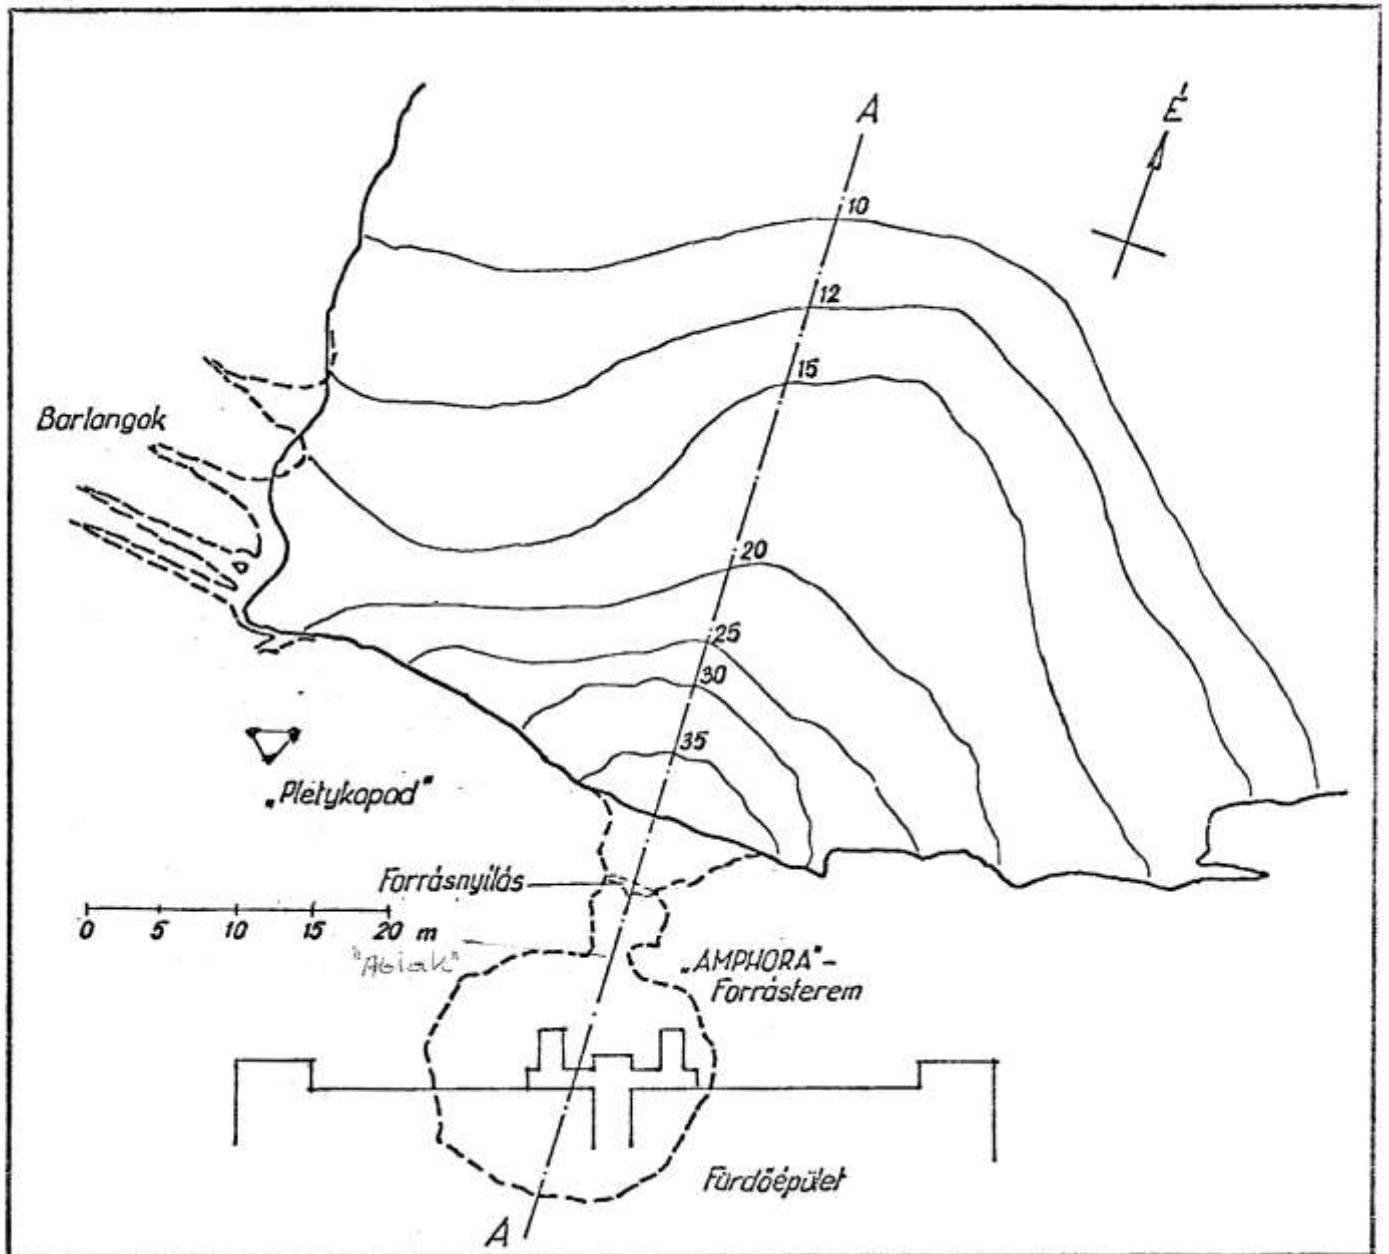 A
É
10
12
15
Barlangok
20
25
30
35
„Pletykapad"
Forrásnyílás
0 5 10 15 20 m
"Ablak"
„AMPHORA"-
Forrásterem
Fürdőépület
A